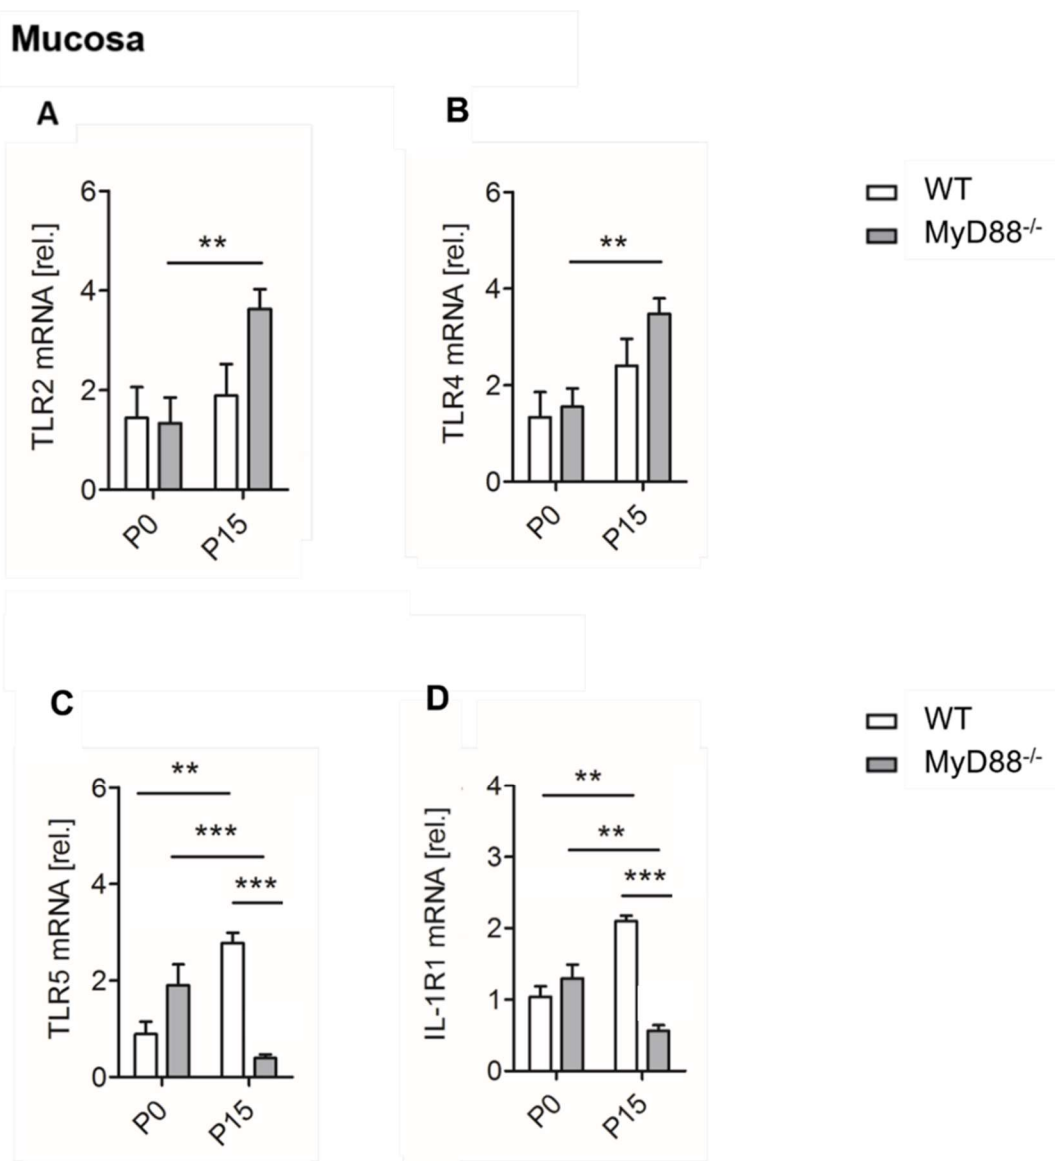 Mucosa
A
TLR2 mRNA [rel.]
6
4
2
0
**
P0
P15
B
TLR4 mRNA [rel.]
6
4
2
0
**
P0
P15
WT
MyD88-/-
C
TLR5 mRNA [rel.]
6
4
2
0
**
***
***
P0
P15
D
IL-1R1 mRNA [rel.]
4
3
2
1
0
**
**
***
P0
P15
WT
MyD88-/-